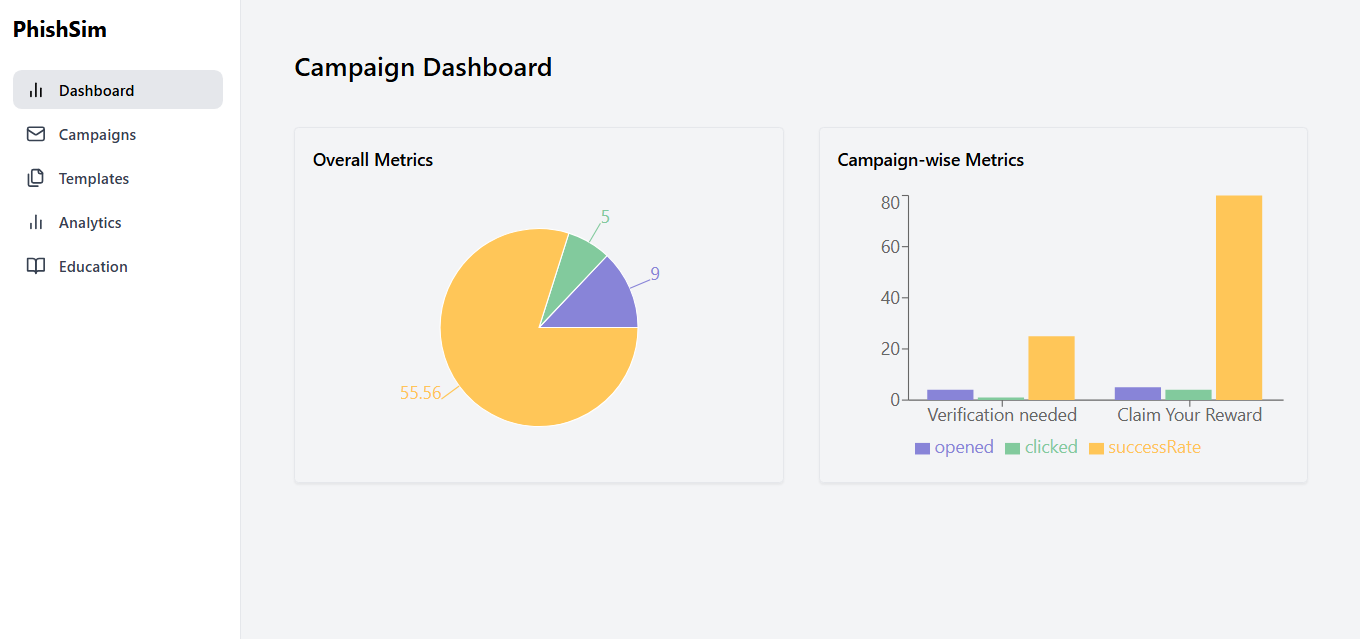 PhishSim
Dashboard
Campaigns
Templates
Analytics
Education
Campaign Dashboard
Overall Metrics
5
9
55.56
Campaign-wise Metrics
80
60
40
20
0
Verification needed Claim Your Reward
opened clicked successRate